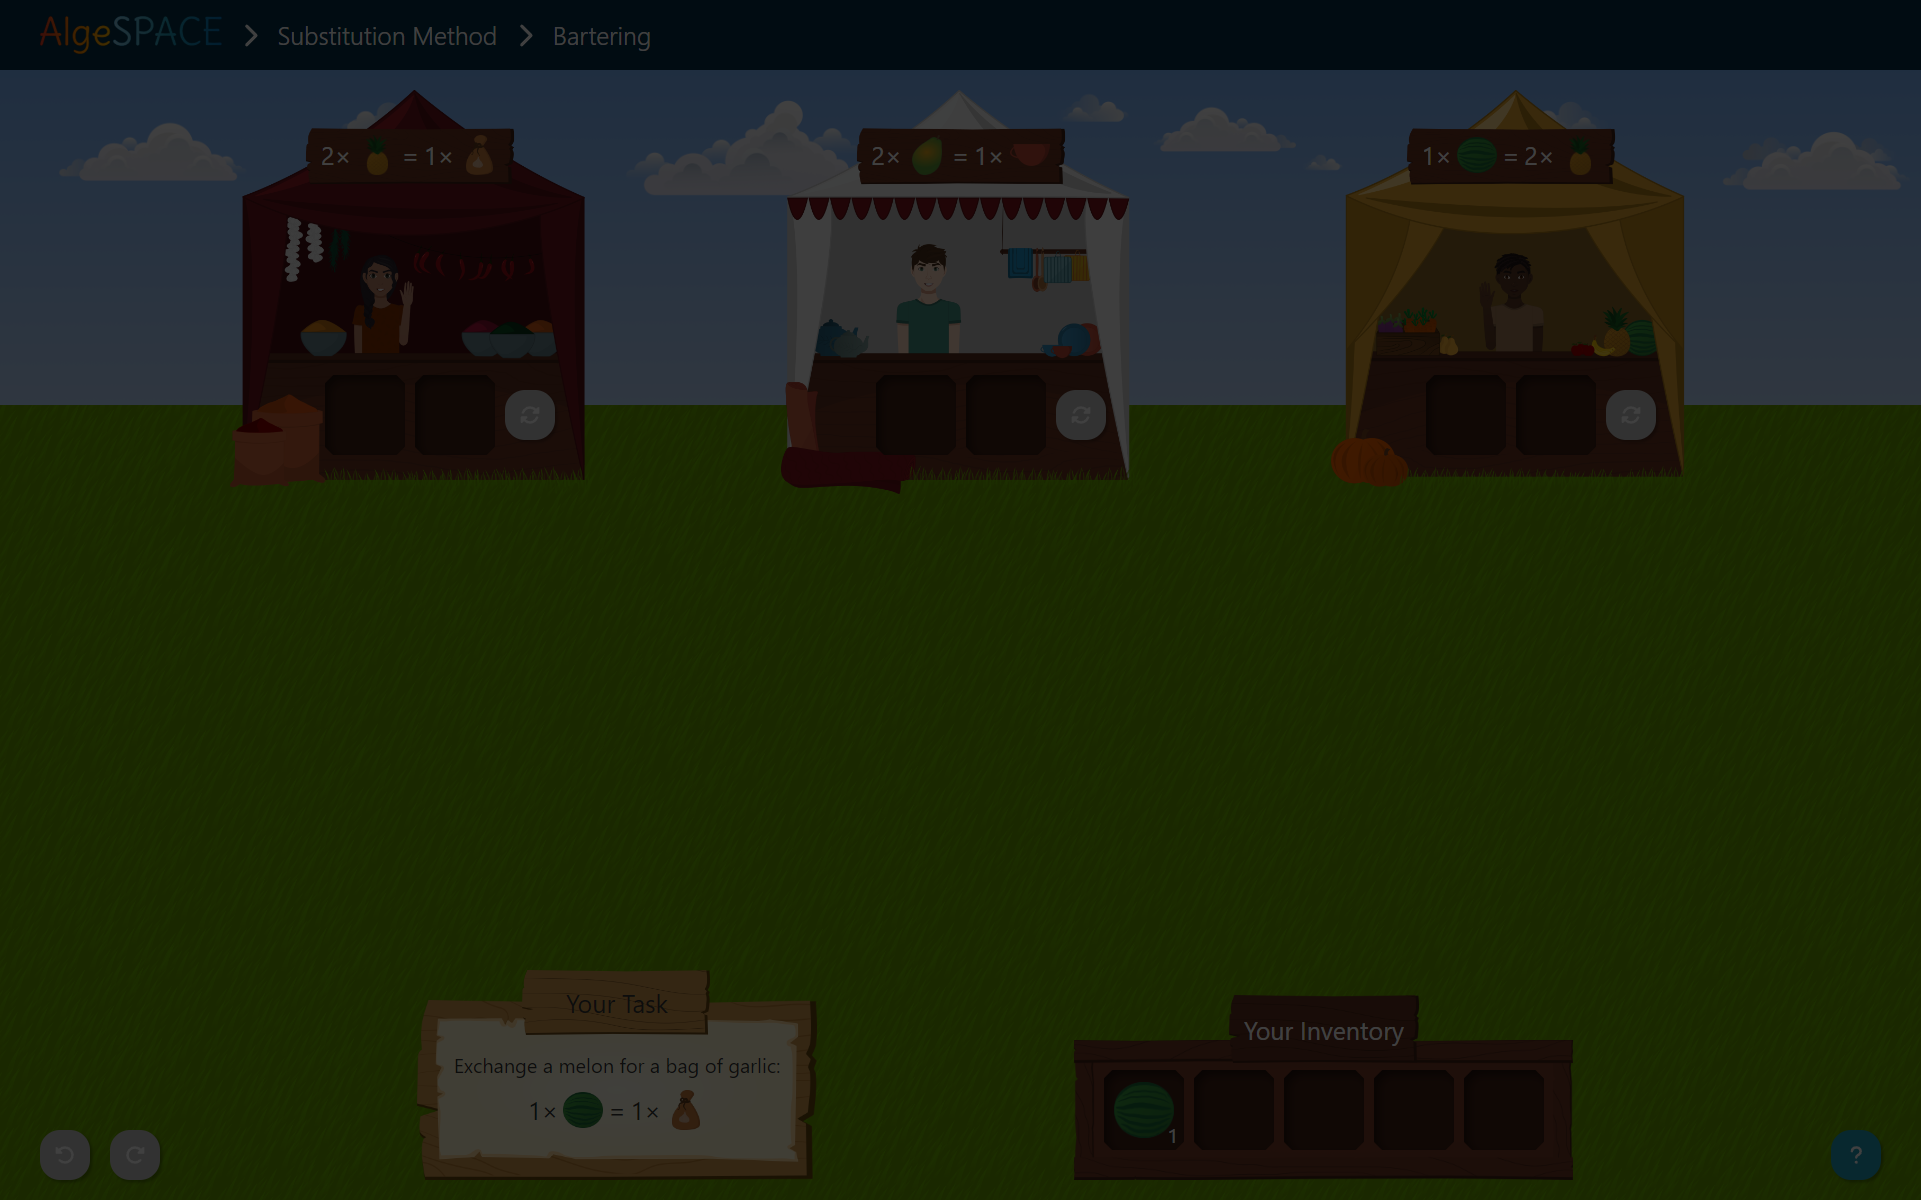 AlgeSPACE > Substitution Method > Bartering
2× = 1×
2× = 1×
1× = 2×
Your Task
Exchange a melon for a bag of garlic:
1× = 1×
Your Inventory
1
?